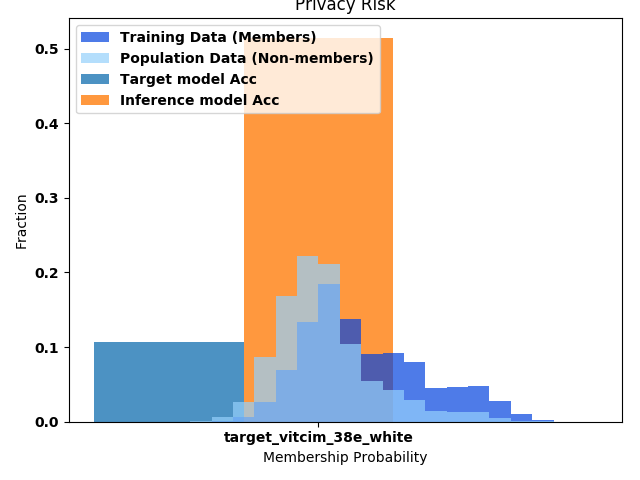 Privacy Risk
Training Data (Members)
Population Data (Non-members)
Target model Acc
Inference model Acc
0.5
0.4
0.3
0.2
0.1
0.0
Fraction
target_vitcim_38e_white
Membership Probability